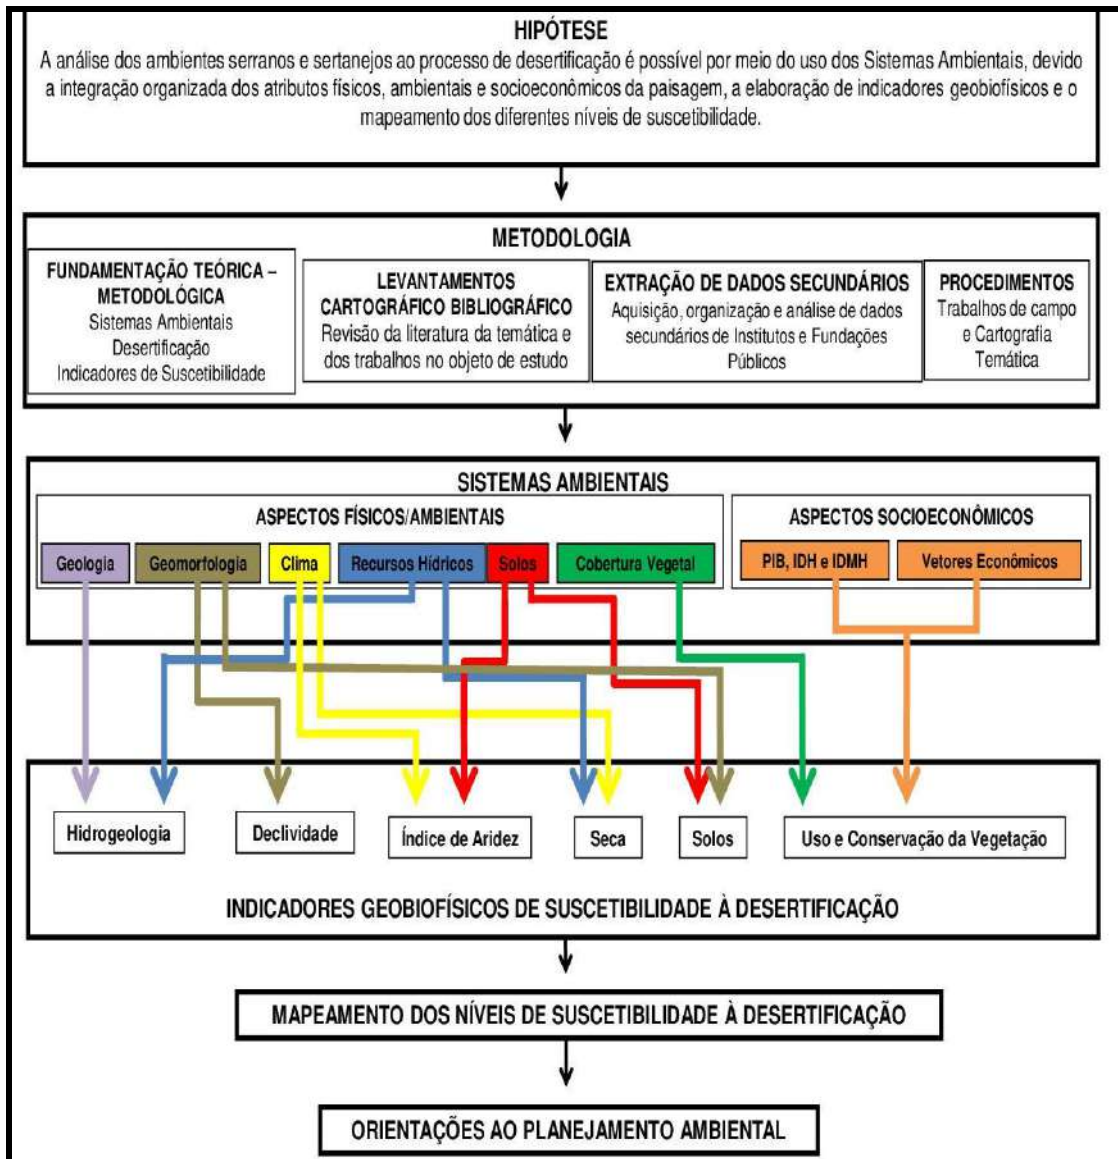 HIPÓTESE
A análise dos ambientes serranos e sertanejos ao processo de desertificação é possível por meio do uso dos Sistemas Ambientais, devido
a integração organizada dos atributos físicos, ambientais e socioeconômicos da paisagem, a elaboração de indicadores geobiofísicos e o
mapeamento dos diferentes níveis de suscetibilidade.
METODOLOGIA
FUNDAMENTAÇÃO TEÓRICA –
METODOLÓGICA
Sistemas Ambientais
Desertificação
Indicadores de Suscetibilidade
LEVANTAMENTOS
CARTOGRÁFICO BIBLIOGRÁFICO
Revisão da literatura da temática e
dos trabalhos no objeto de estudo
EXTRAÇÃO DE DADOS SECUNDÁRIOS
Aquisição, organização e análise de dados
secundários de Institutos e Fundações
Públicos
PROCEDIMENTOS
Trabalhos de campo
e Cartografia
Temática
SISTEMAS AMBIENTAIS
ASPECTOS FÍSICOS/AMBIENTAIS
Geologia
Geomorfologia
Clima
Recursos Hídricos
Solos
Cobertura Vegetal
ASPECTOS SOCIOECONÔMICOS
PIB, IDH e IDMH
Vetores Econômicos
Hidrogeologia
Declividade
Índice de Aridez
Seca
Solos
Uso e Conservação da Vegetação
INDICADORES GEOBIOFÍSICOS DE SUSCETIBILIDADE À DESERTIFICAÇÃO
MAPEAMENTO DOS NÍVEIS DE SUSCETIBILIDADE À DESERTIFICAÇÃO
ORIENTAÇÕES AO PLANEJAMENTO AMBIENTAL